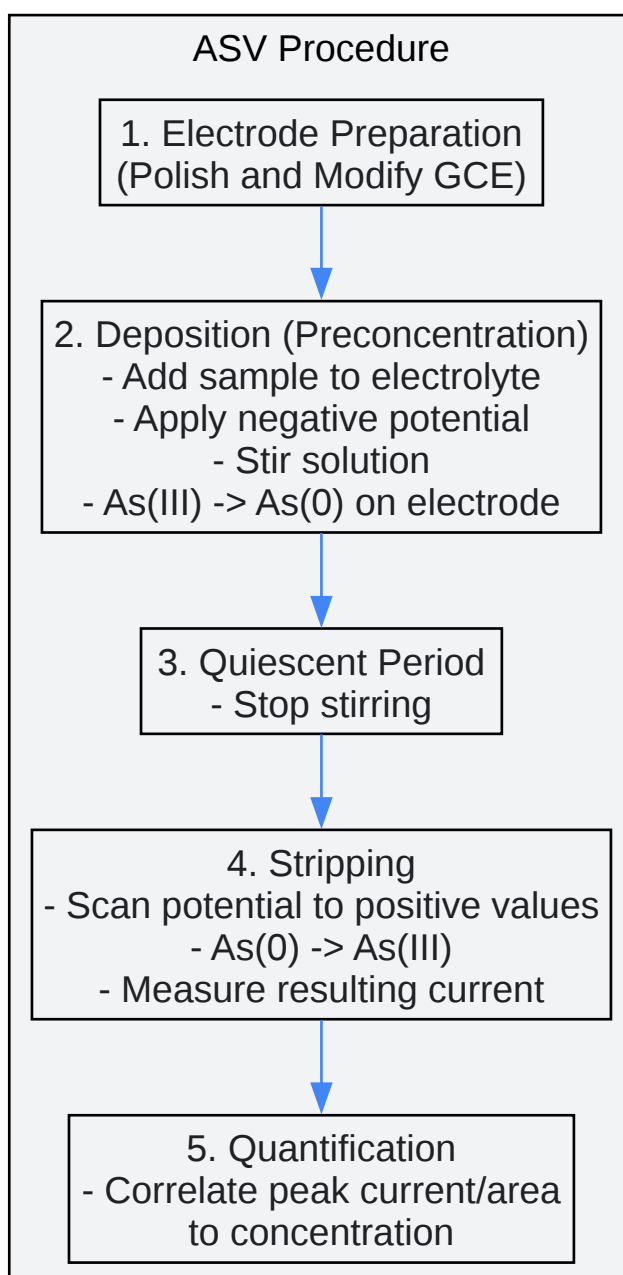 ASV Procedure
1. Electrode Preparation
(Polish and Modify GCE)
2. Deposition (Preconcentration)
- Add sample to electrolyte
- Apply negative potential
- Stir solution
- As(III) -> As(0) on electrode
3. Quiescent Period
- Stop stirring
4. Stripping
- Scan potential to positive values
- As(0) -> As(III)
- Measure resulting current
5. Quantification
- Correlate peak current/area
to concentration